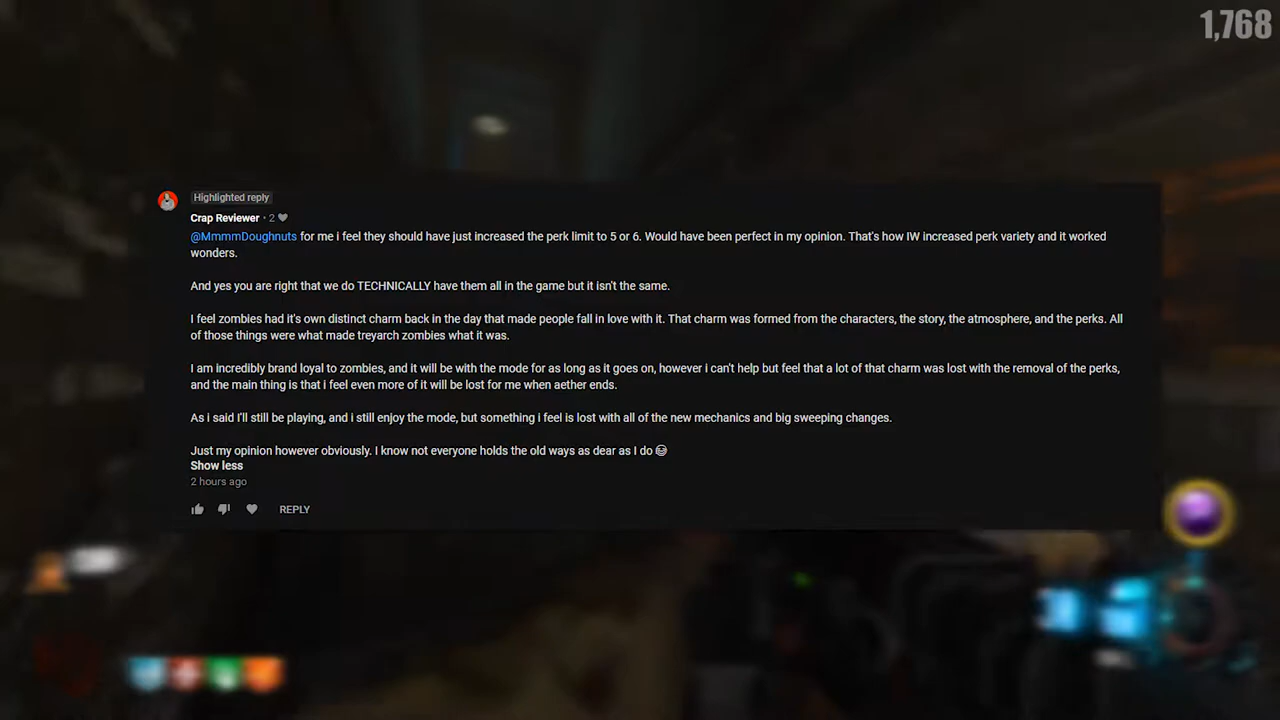 1,768
Highlighted reply
Crap Reviewer · 2
@MmmmDoughnuts for me i feel they should have just increased the perk limit to 5 or 6. Would have been perfect in my opinion. That's how IW increased perk variety and it worked
wonders.
And yes you are right that we do TECHNICALLY have them all in the game but it isn't the same.
I feel zombies had it's own distinct charm back in the day that made people fall in love with it. That charm was formed from the characters, the story, the atmosphere, and the perks. All
of those things were what made treyarch zombies what it was.
I am incredibly brand loyal to zombies, and it will be with the mode for as long as it goes on, however i can't help but feel that a lot of that charm was lost with the removal of the perks,
and the main thing is that i feel even more of it will be lost for me when aether ends.
As i said I'll still be playing, and i still enjoy the mode, but something i feel is lost with all of the new mechanics and big sweeping changes.
Just my opinion however obviously. I know not everyone holds the old ways as dear as I do 😅
Show less
2 hours ago
REPLY